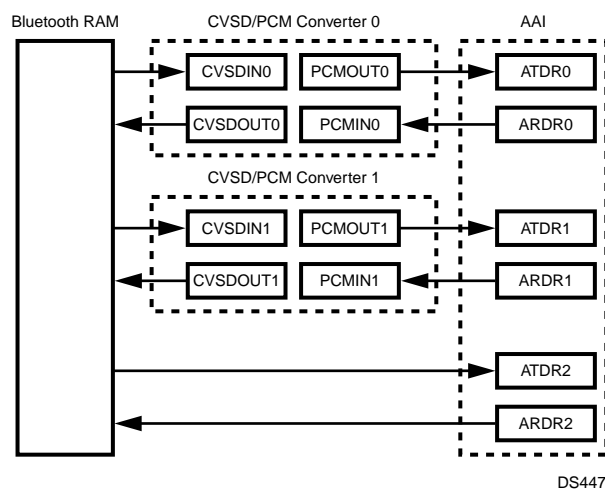 Bluetooth RAM
CVSD/PCM Converter 0
AAI
CVSDIN0
PCMOUT0
ATDR0
CVSDOUT0
PCMIN0
ARDR0
CVSD/PCM Converter 1
CVSDIN1
PCMOUT1
ATDR1
CVSDOUT1
PCMIN1
ARDR1
ATDR2
ARDR2
DS447